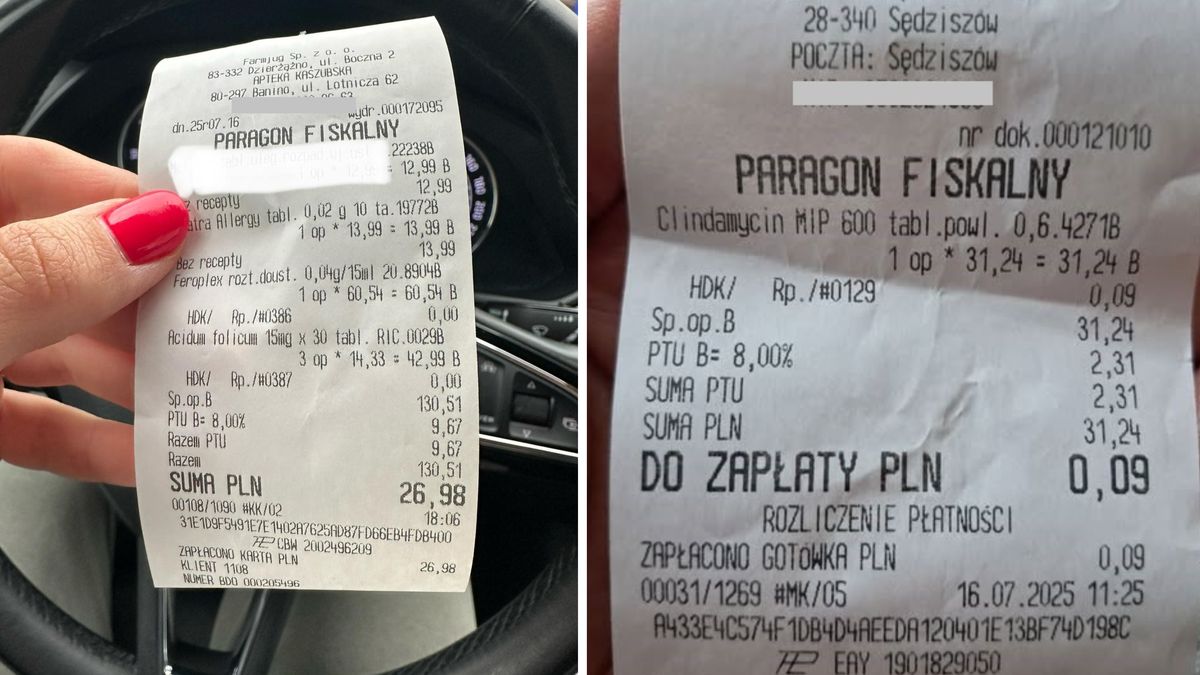 Farmjug Sp. z o. o.
83-332 Dzierżążno, ul. Boczna 2
APTEKA KASZUBSKA
80-297 Banino, ul. Lotnicza 62
dn.25r07.16 wydr.000172095
PARAGON FISKALNY
.22238B
12,99 B
12,99
z recepty
atra Allergy tabl. 0,02 g 10 ta.19772B
1 op * 13,99 = 13,99 B
13,99
Bez recepty
Feroplex rozt.doust. 0,04g/15ml 20.8904B
1 op * 60,54 = 60,54 B
0,00
HDK/ Rp./#0386
Acidum folicum 15mg x 30 tabl. RIC.0029B
3 op * 14,33 = 42,99 B
HDK/ Rp./#0387 0,00
Sp.op.B 130,51
PTU B= 8,00% 9,67
Razem PTU 9,67
Razem 130,51
SUMA PLN 26,98
00108/1090 #KK/02 18:06
31E1D9F5491E7E1402A7625AD87FD66EB4FDB400
CBW 2002496209
ZAPŁACONO KARTA PLN 26,98
KLIENT 1108
NUMER BDO 000205496
28-340 Sędziszów
POCZTA: Sędziszów
nr dok.000121010
PARAGON FISKALNY
Clindamycin MIP 600 tabl.powl. 0,6.4271B
1 op * 31,24 = 31,24 B
HDK/ Rp./#0129 0,09
Sp.op.B 31,24
PTU B= 8,00% 2,31
SUMA PTU 2,31
SUMA PLN 31,24
DO ZAPŁATY PLN 0,09
ROZLICZENIE PŁATNOŚCI
ZAPŁACONO GOTÓWKA PLN 0,09
00031/1269 #MK/05 16.07.2025 11:25
A433E4C574F1DB4D4AEEDA120401E13BF74D198C
EAY 1901829050